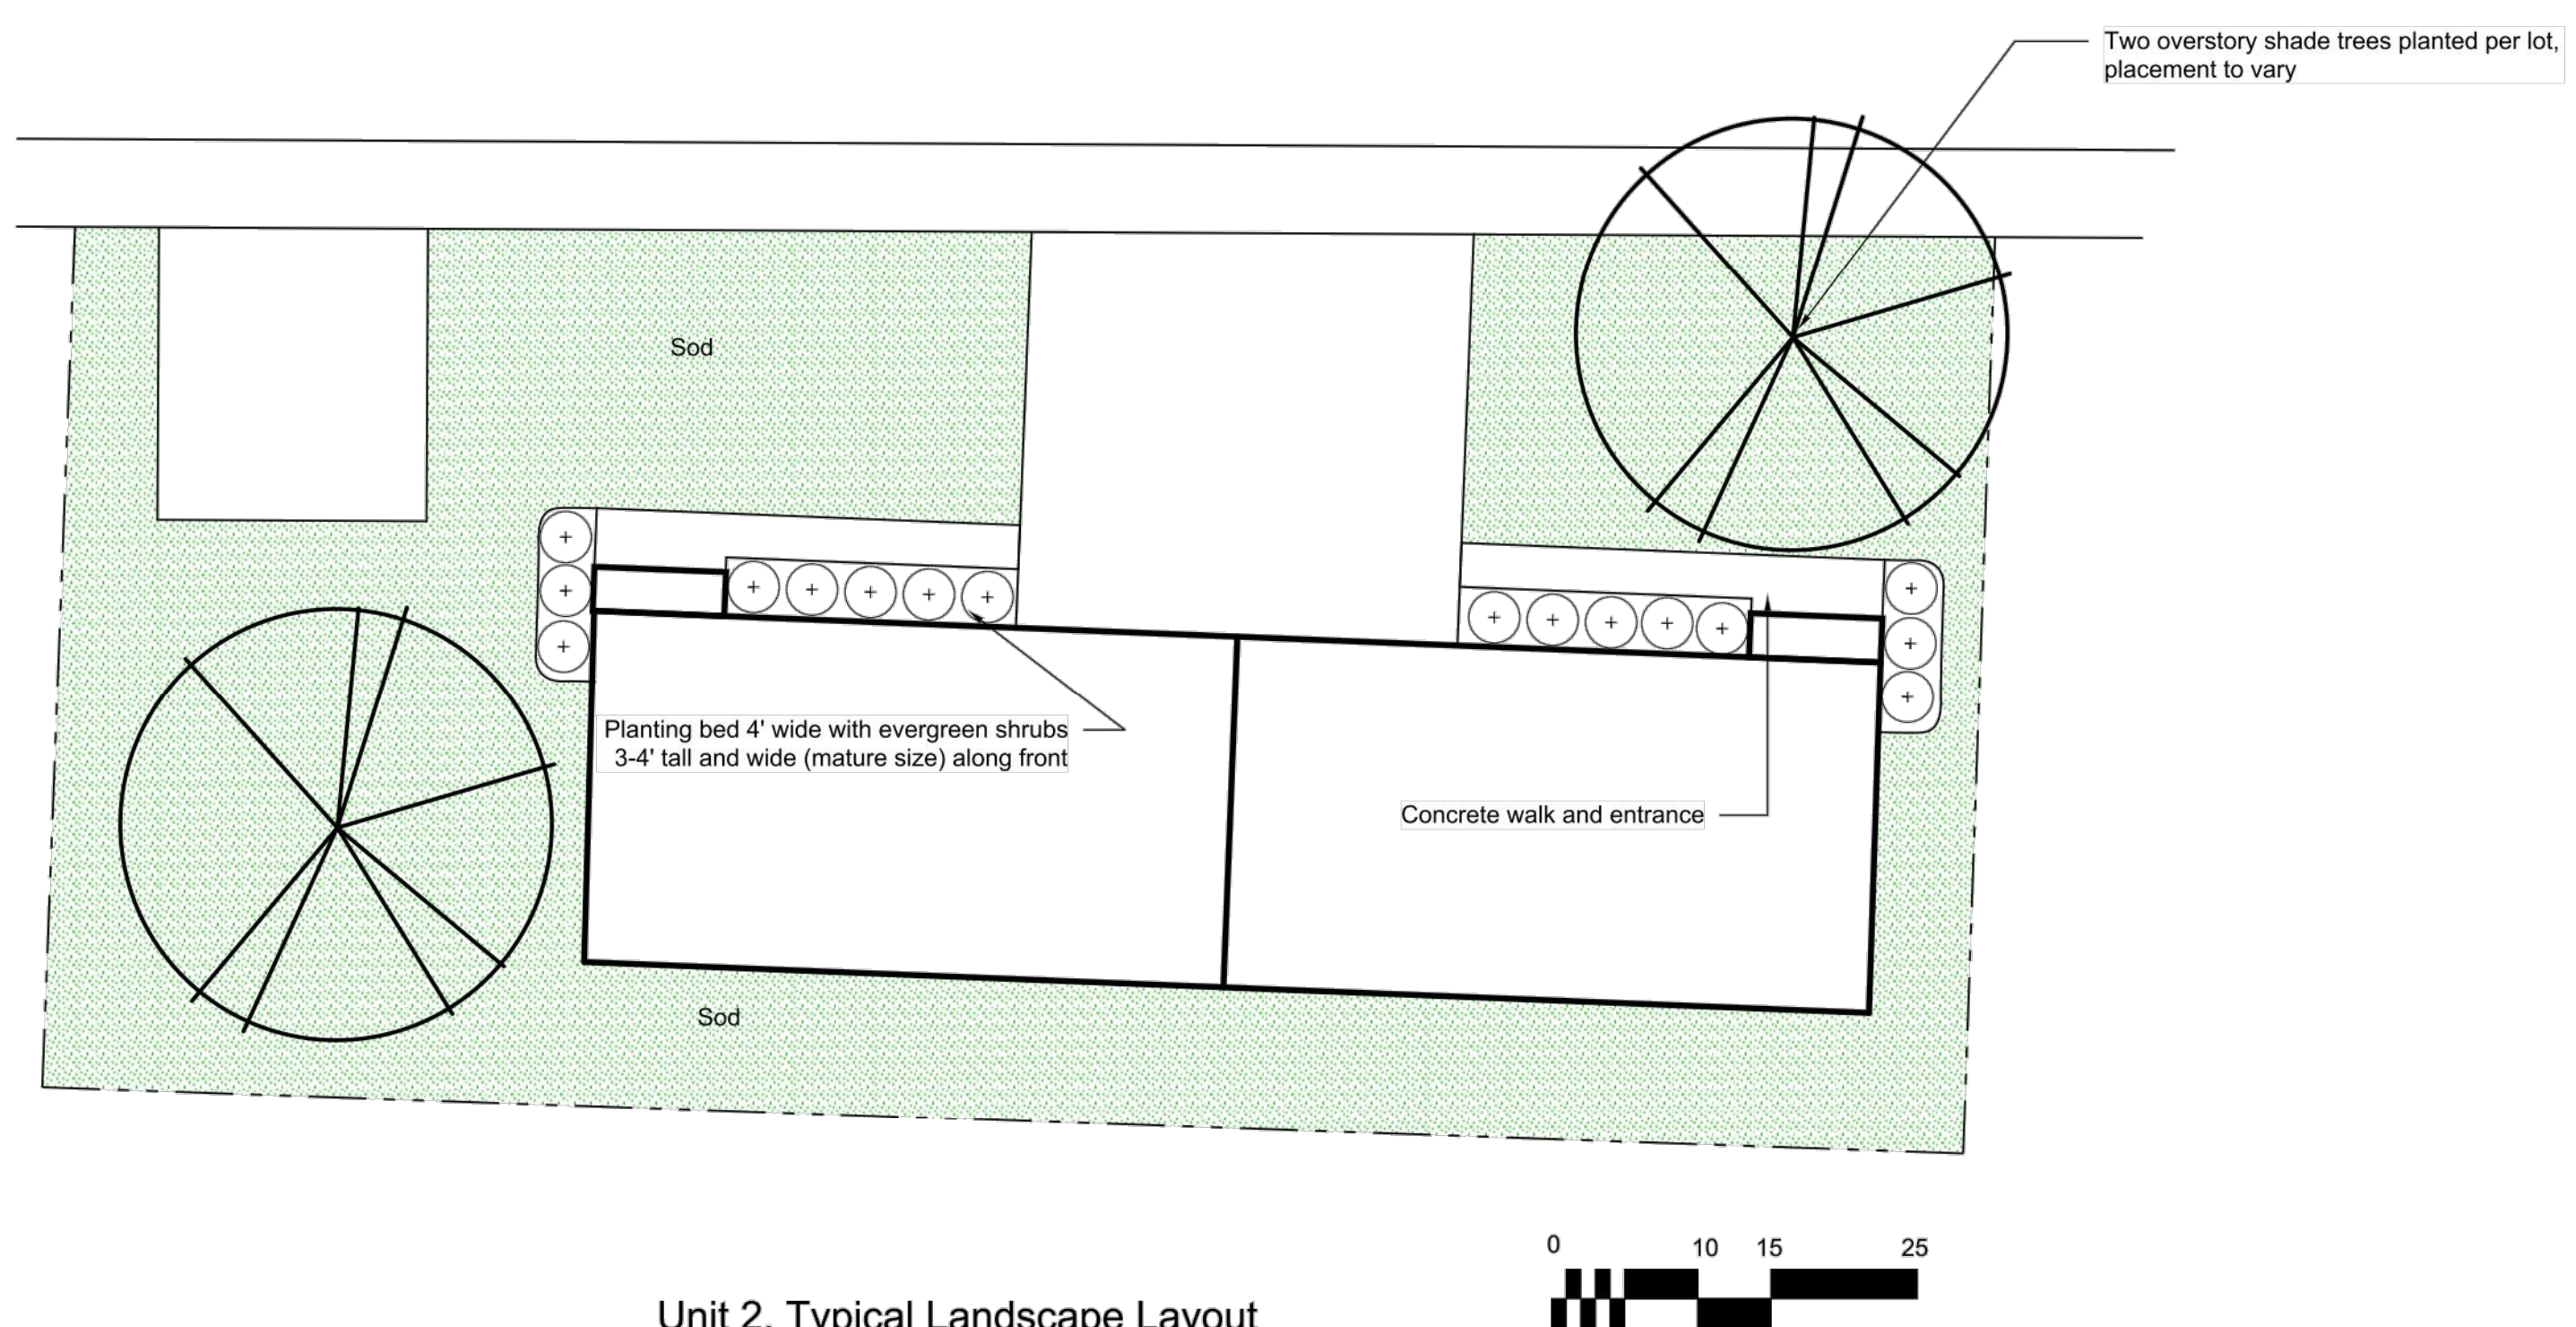 Two overstory shade trees planted per lot,
placement to vary
Sod
Planting bed 4' wide with evergreen shrubs
3-4' tall and wide (mature size) along front
Concrete walk and entrance
Sod
0 10 15 25
Unit 2, Typical Landscape Layout